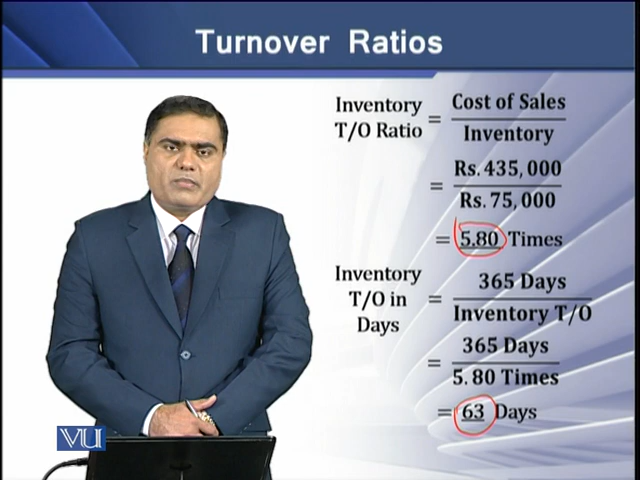 Turnover Ratios
Inventory T/O Ratio = Cost of Sales / Inventory
= Rs. 435,000 / Rs. 75,000
= 5.80 Times
Inventory T/O in Days = 365 Days / Inventory T/O
= 365 Days / 5.80 Times
= 63 Days
VU